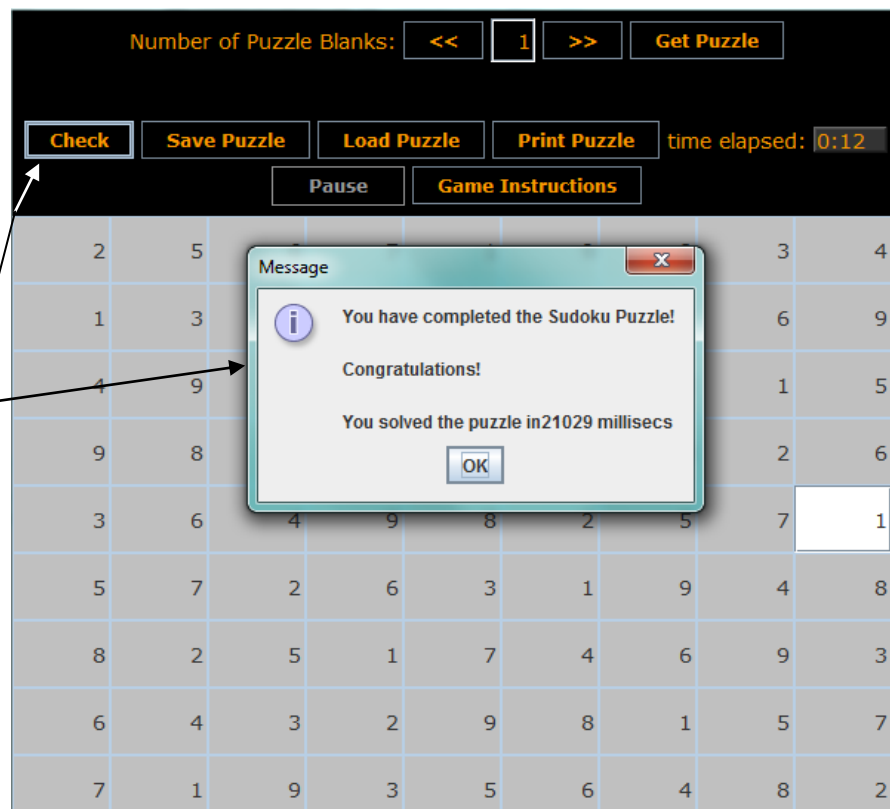 Number of Puzzle Blanks: << 1 >> Get Puzzle
Check Save Puzzle Load Puzzle Print Puzzle time elapsed: 0:12
Pause Game Instructions
2 5 3 4
Message x
1 3 You have completed the Sudoku Puzzle! 6 9
Congratulations!
4 9 1 5
You solved the puzzle in21029 millisecs
9 8 OK 2 6
3 6 4 9 8 2 5 7 1
5 7 2 6 3 1 9 4 8
8 2 5 1 7 4 6 9 3
6 4 3 2 9 8 1 5 7
7 1 9 3 5 6 4 8 2